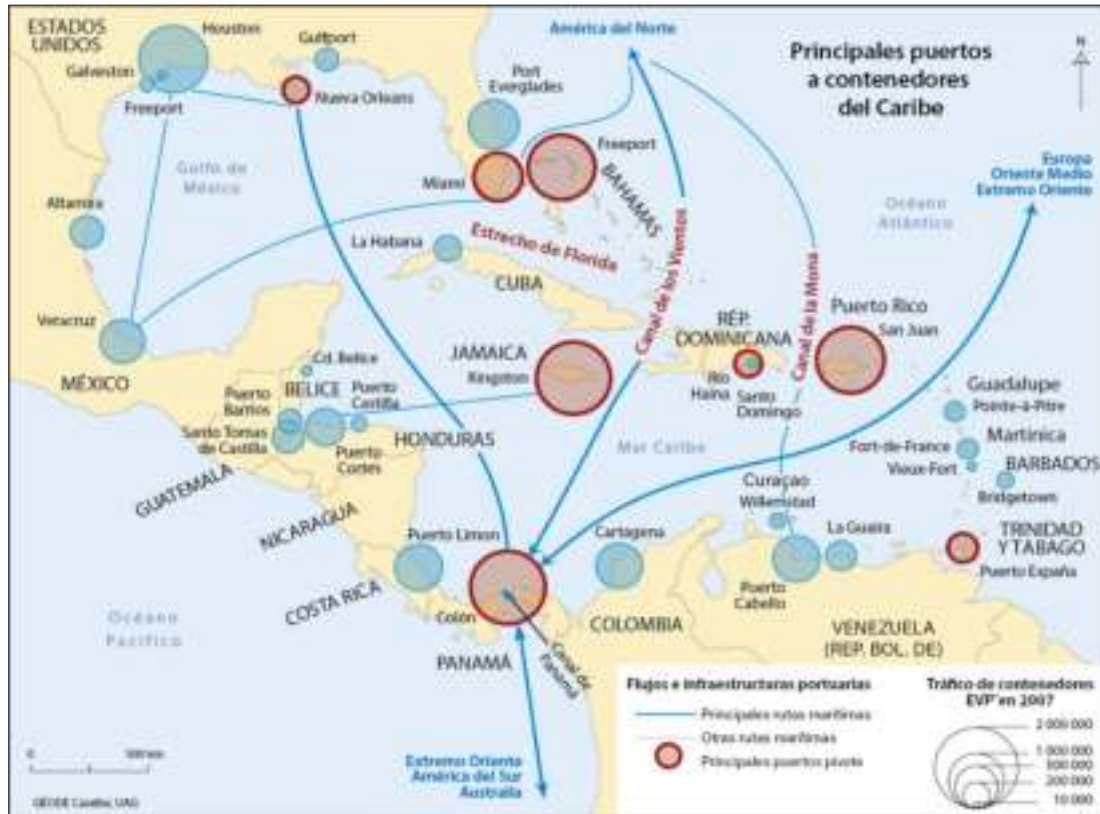 ESTADOS
UNIDOS
Houston
Galveston
Freeport
Gulfport
Nueva Orleans
Port
Everglades
América del Norte
Principales puertos
a contenedores
del Caribe
N
Golfo de
México
Miami
Freeport
BAHAMAS
Europa
Oriente Medio
Extremo Oriente
Océano
Atlántico
Altamira
La Habana
Estrecho de Florida
CUBA
Canal de los Vientos
Canal de la Mona
Veracruz
MÉXICO
JAMAICA
Kingston
RÉP.
DOMINICANA
Río
Haina
Santo
Domingo
Puerto Rico
San Juan
Cd. Belice
BELICE
Puerto
Barrios
Puerto
Castilla
Santo Tomas
de Castilla
Puerto
Cortes
HONDURAS
GUATEMALA
NICARAGUA
Mar Caribe
Guadalupe
Pointe-à-Pitre
Martinica
Fort-de-France
Vieux-Fort
BARBADOS
Bridgetown
Curaçao
Willemstad
Puerto Limon
Cartagena
La Guaira
Puerto
Cabello
TRINIDAD
Y TABAGO
Puerto España
COSTA RICA
Colón
PANAMÁ
Canal de
Panamá
COLOMBIA
VENEZUELA
(REP. BOL. DE)
Océano
Pacífico
Extremo Oriente
América del Sur
Australia
Flujos e infraestructuras portuarias
Principales rutas marítimas
Otras rutas marítimas
Principales puertos pivote
Tráfico de contenedores
EVP* en 2007
2 000 000
1 000 000
500 000
200 000
10 000
0
GÉODE Caraïbe, UAG